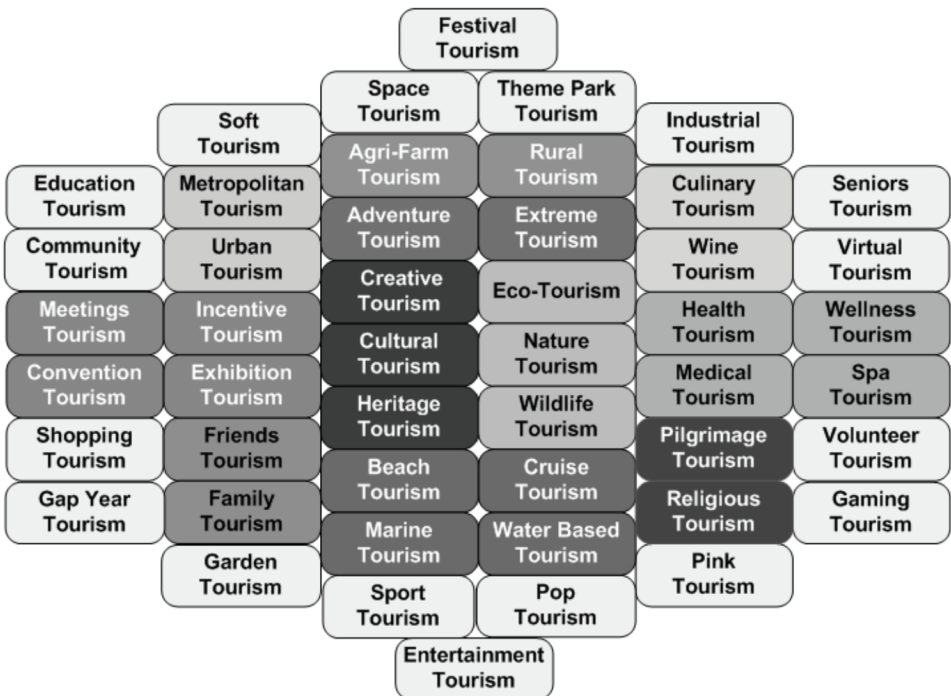 Festival
Tourism
Space
Tourism
Theme Park
Tourism
Soft
Tourism
Industrial
Tourism
Agri-Farm
Tourism
Rural
Tourism
Education
Tourism
Metropolitan
Tourism
Culinary
Tourism
Seniors
Tourism
Adventure
Tourism
Extreme
Tourism
Community
Tourism
Urban
Tourism
Wine
Tourism
Virtual
Tourism
Creative
Tourism
Eco-Tourism
Meetings
Tourism
Incentive
Tourism
Health
Tourism
Wellness
Tourism
Cultural
Tourism
Nature
Tourism
Convention
Tourism
Exhibition
Tourism
Medical
Tourism
Spa
Tourism
Heritage
Tourism
Wildlife
Tourism
Shopping
Tourism
Friends
Tourism
Pilgrimage
Tourism
Volunteer
Tourism
Beach
Tourism
Cruise
Tourism
Gap Year
Tourism
Family
Tourism
Religious
Tourism
Gaming
Tourism
Marine
Tourism
Water Based
Tourism
Garden
Tourism
Pink
Tourism
Sport
Tourism
Pop
Tourism
Entertainment
Tourism